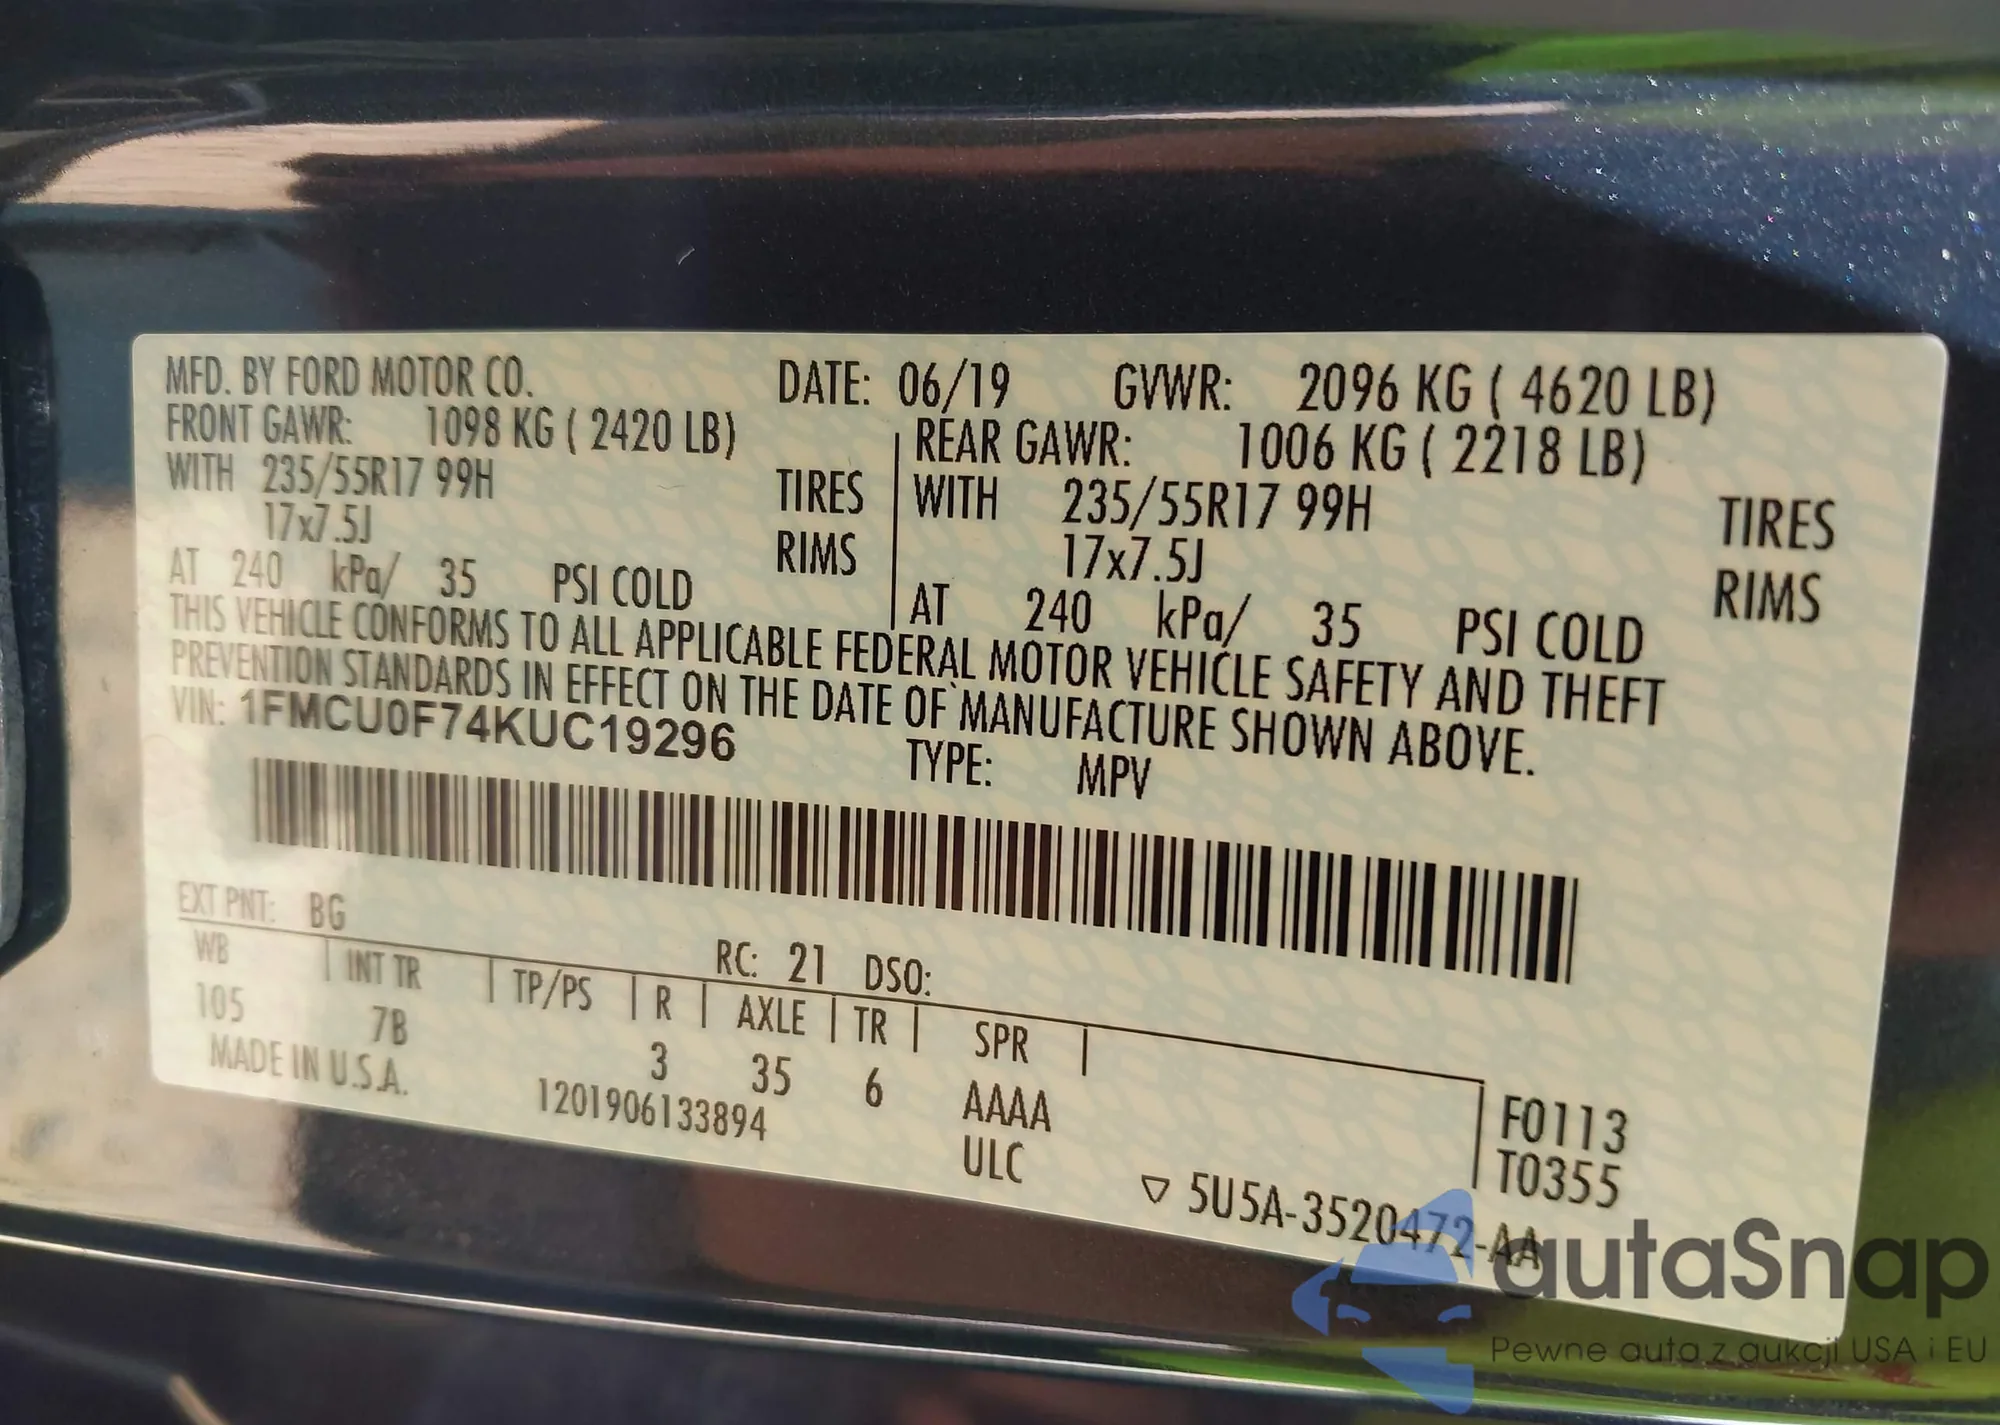 MFD. BY FORD MOTOR CO. DATE: 06/19 GVWR: 2096 KG ( 4620 LB)
FRONT GAWR: 1098 KG ( 2420 LB) REAR GAWR: 1006 KG ( 2218 LB)
WITH 235/55R17 99H TIRES WITH 235/55R17 99H TIRES
17x7.5J RIMS 17x7.5J RIMS
AT 240 kPa/ 35 PSI COLD AT 240 kPa/ 35 PSI COLD
THIS VEHICLE CONFORMS TO ALL APPLICABLE FEDERAL MOTOR VEHICLE SAFETY AND THEFT
PREVENTION STANDARDS IN EFFECT ON THE DATE OF MANUFACTURE SHOWN ABOVE.
VIN: 1FMCU0F74KUC19296 TYPE: MPV
EXT PNT: BG RC: 21 DSO:
WB INT TR TP/PS R AXLE TR SPR
105 7B 3 35 6 AAAA F0113
MADE IN U.S.A. 1201906133894 ULC T0355
▽ 5U5A-3520472-AA
autaSnap
Pewne auta z aukcji USA i EU